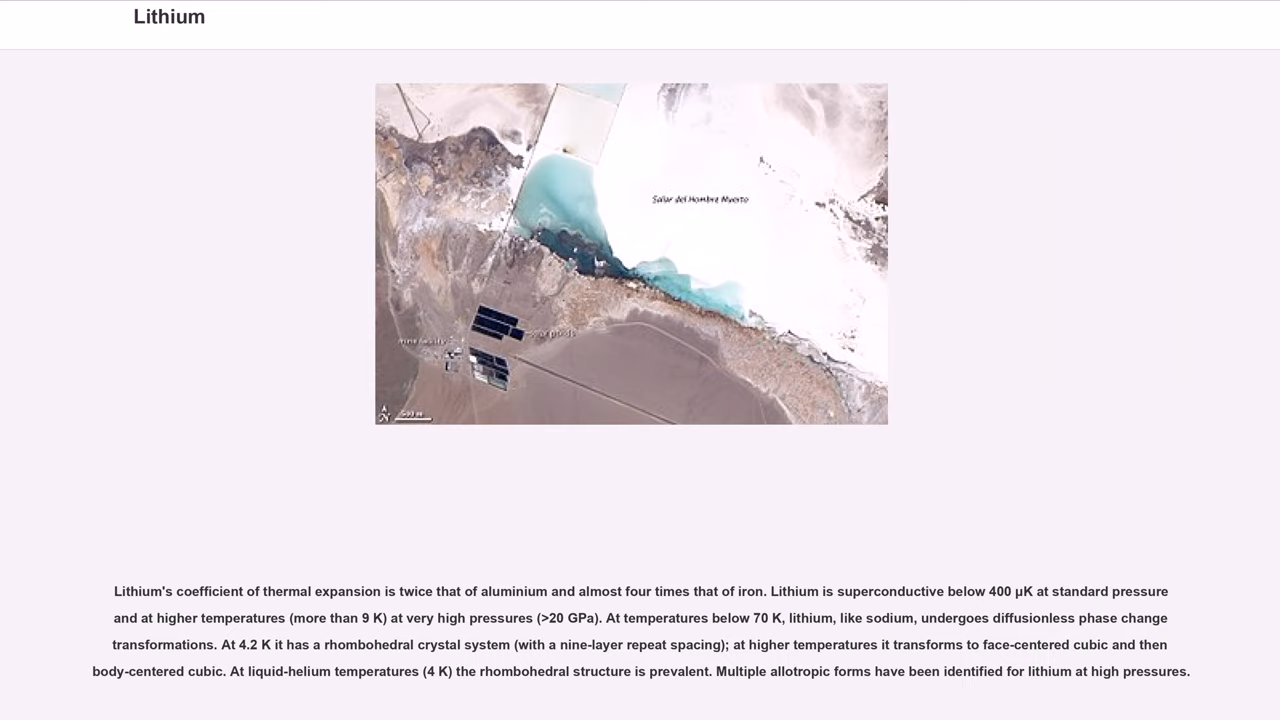 Lithium
Salar del Hombre Muerto
solar ponds
mine facility
N
500 m
Lithium's coefficient of thermal expansion is twice that of aluminium and almost four times that of iron. Lithium is superconductive below 400 μK at standard pressure
and at higher temperatures (more than 9 K) at very high pressures (>20 GPa). At temperatures below 70 K, lithium, like sodium, undergoes diffusionless phase change
transformations. At 4.2 K it has a rhombohedral crystal system (with a nine-layer repeat spacing); at higher temperatures it transforms to face-centered cubic and then
body-centered cubic. At liquid-helium temperatures (4 K) the rhombohedral structure is prevalent. Multiple allotropic forms have been identified for lithium at high pressures.